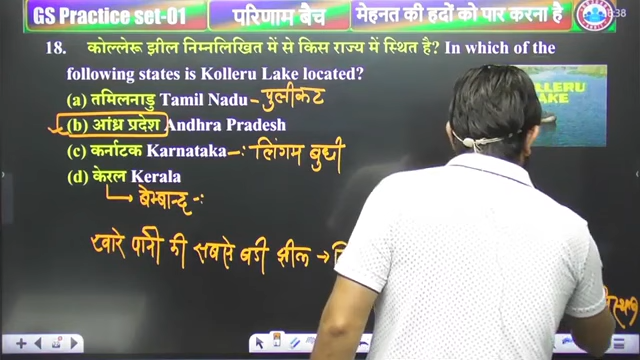 GS Practice set-01 परिणाम बैच मेहनत की हदों को पार करना है
18. कोल्लेरू झील निम्नलिखित में से किस राज्य में स्थित है? In which of the
following states is Kolleru Lake located?
(a) तमिलनाडु Tamil Nadu - पुलीकट
(b) आंध्र प्रदेश Andhra Pradesh
(c) कर्नाटक Karnataka -: लिंगम बुधी
(d) केरल Kerala
बेम्बानद -:
खारे पानी की सबसे बडी झील →
LAKE